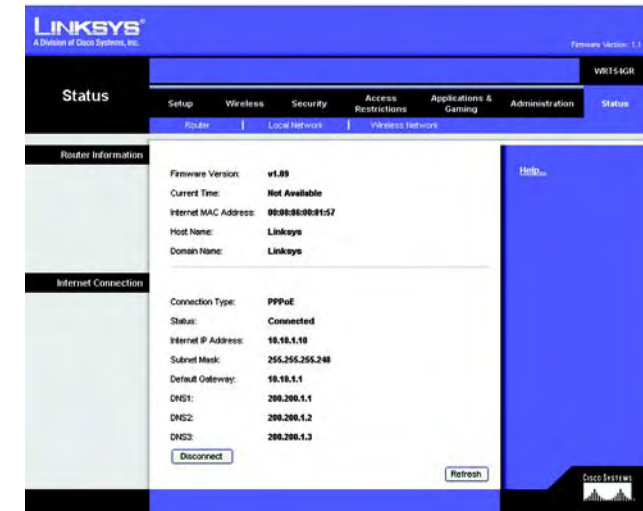 LINKSYS®
A Division of Cisco Systems, Inc.
Firmware Version: 1.1
WRT54GR
Status
Setup Wireless Security Access Restrictions Applications & Gaming Administration Status
Router | Local Network | Wireless Network
Router Information
Firmware Version: v1.09
Help...
Current Time: Not Available
Internet MAC Address: 00:08:86:00:81:57
Host Name: Linksys
Domain Name: Linksys
Internet Connection
Connection Type: PPPoE
Status: Connected
Internet IP Address: 10.10.1.10
Subnet Mask: 255.255.255.248
Default Gateway: 10.10.1.1
DNS1: 200.200.1.1
DNS2: 200.200.1.2
DNS3: 200.200.1.3
Disconnect
Refresh
CISCO SYSTEMS